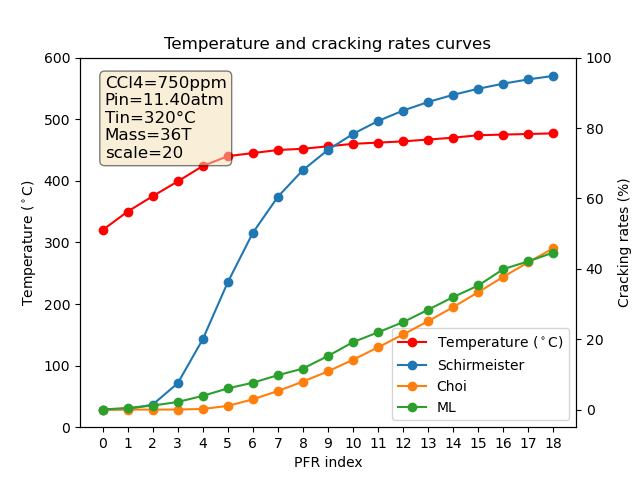 Temperature and cracking rates curves
CCl4=750ppm
Pin=11.40atm
Tin=320°C
Mass=36T
scale=20
Temperature (°C)
600
500
400
300
200
100
0
Cracking rates (%)
100
80
60
40
20
0
Temperature (°C)
Schirmeister
Choi
ML
0 1 2 3 4 5 6 7 8 9 10 11 12 13 14 15 16 17 18
PFR index